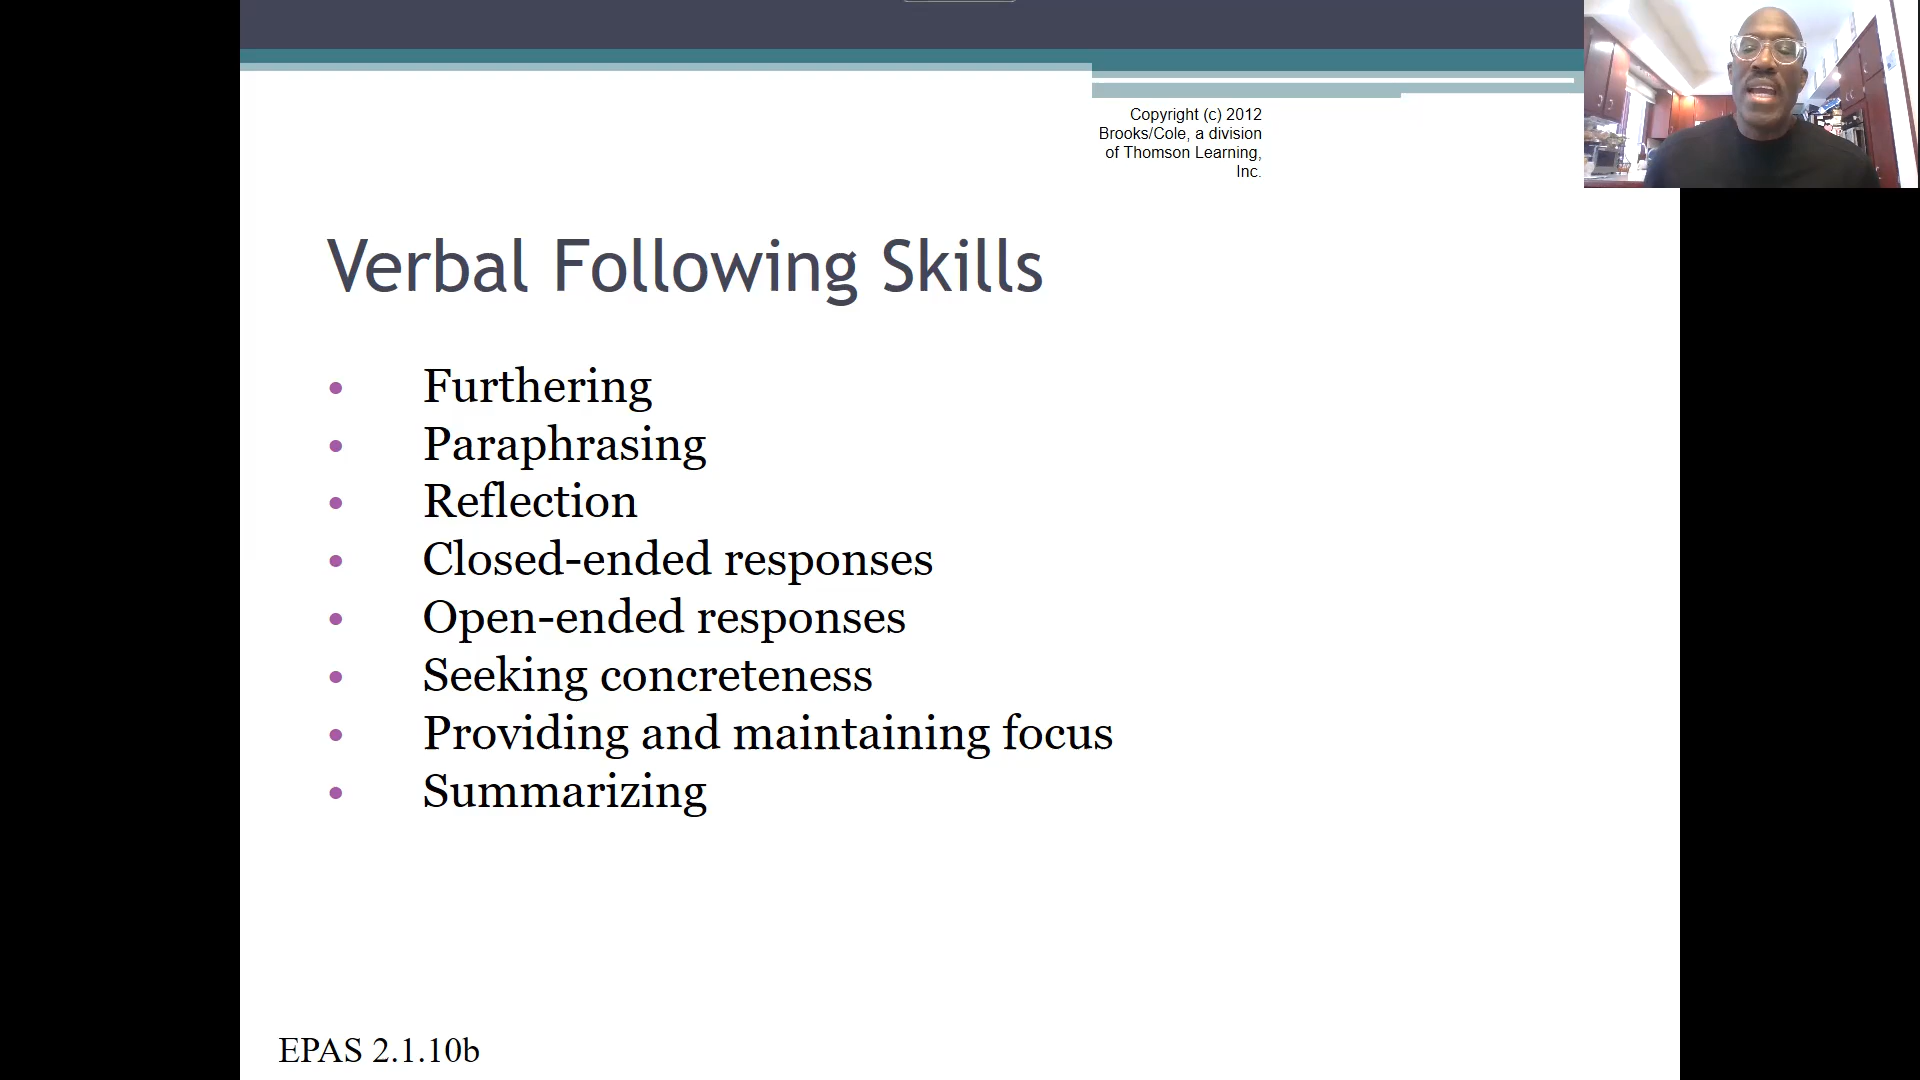 Copyright (c) 2012
Brooks/Cole, a division
of Thomson Learning,
Inc.
Verbal Following Skills
• Furthering
• Paraphrasing
• Reflection
• Closed-ended responses
• Open-ended responses
• Seeking concreteness
• Providing and maintaining focus
• Summarizing
EPAS 2.1.10b